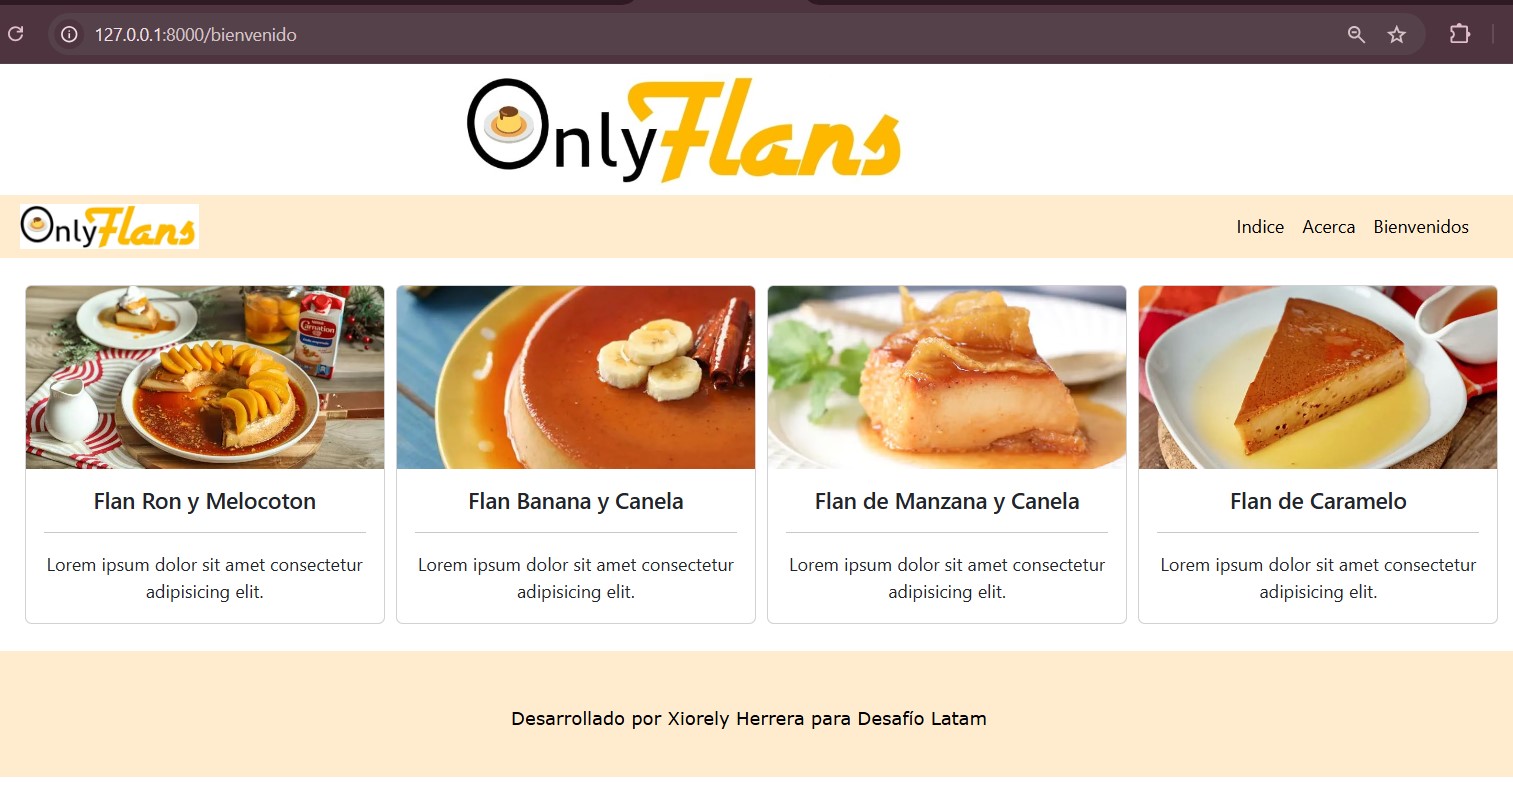 127.0.0.1:8000/bienvenido
OnlyFlans
OnlyFlans
Indice Acerca Bienvenidos
Carnation
Flan Ron y Melocoton
Lorem ipsum dolor sit amet consectetur
adipisicing elit.
Flan Banana y Canela
Lorem ipsum dolor sit amet consectetur
adipisicing elit.
Flan de Manzana y Canela
Lorem ipsum dolor sit amet consectetur
adipisicing elit.
Flan de Caramelo
Lorem ipsum dolor sit amet consectetur
adipisicing elit.
Desarrollado por Xiorely Herrera para Desafío Latam